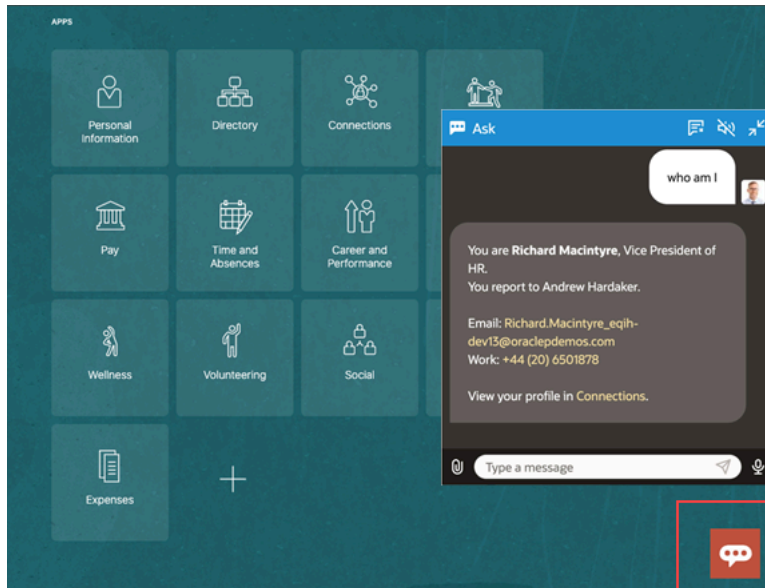 APPS
Personal
Information
Directory
Connections
Pay
Time and
Absences
Career and
Performance
Wellness
Volunteering
Social
Expenses
Ask
who am I
You are Richard Macintyre, Vice President of
HR.
You report to Andrew Hardaker.
Email: Richard.Macintyre_eqih-
dev13@oraclepdemos.com
Work: +44 (20) 6501878
View your profile in Connections.
Type a message